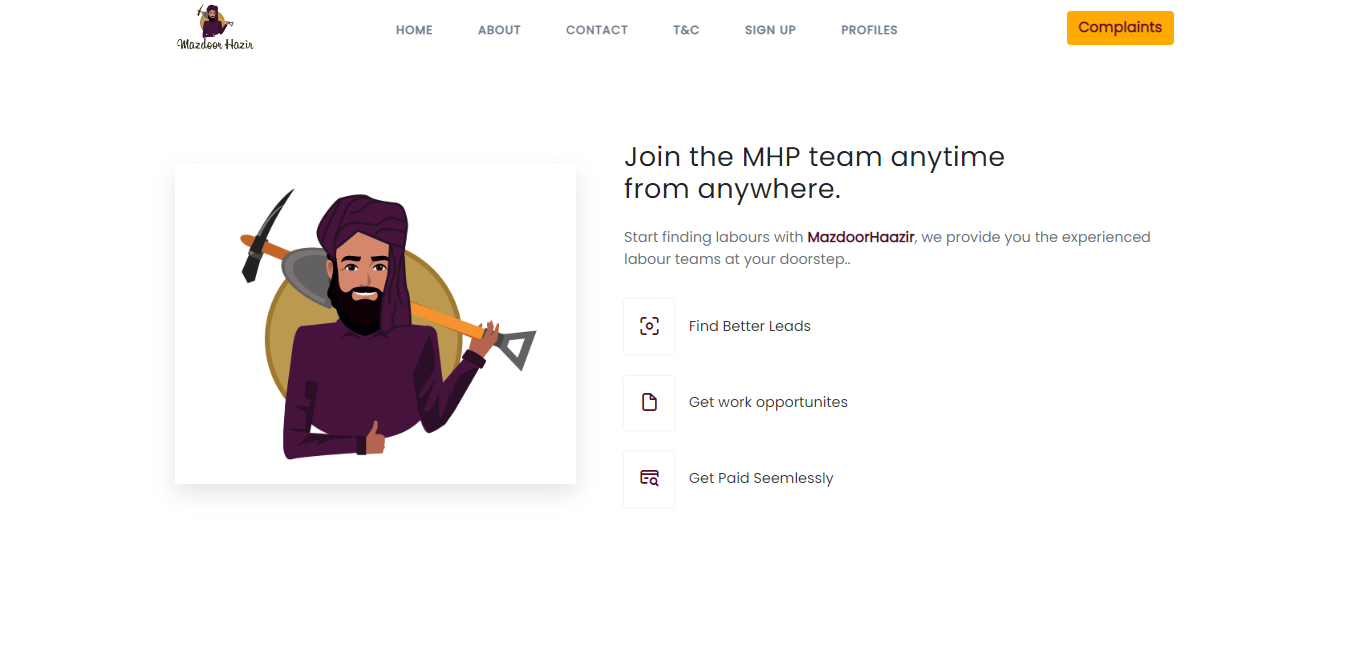 Mazdoor Hazir
HOME
ABOUT
CONTACT
T&C
SIGN UP
PROFILES
Complaints
Join the MHP team anytime
from anywhere.
Start finding labours with MazdoorHaazir, we provide you the experienced
labour teams at your doorstep..
Find Better Leads
Get work opportunites
Get Paid Seemlessly